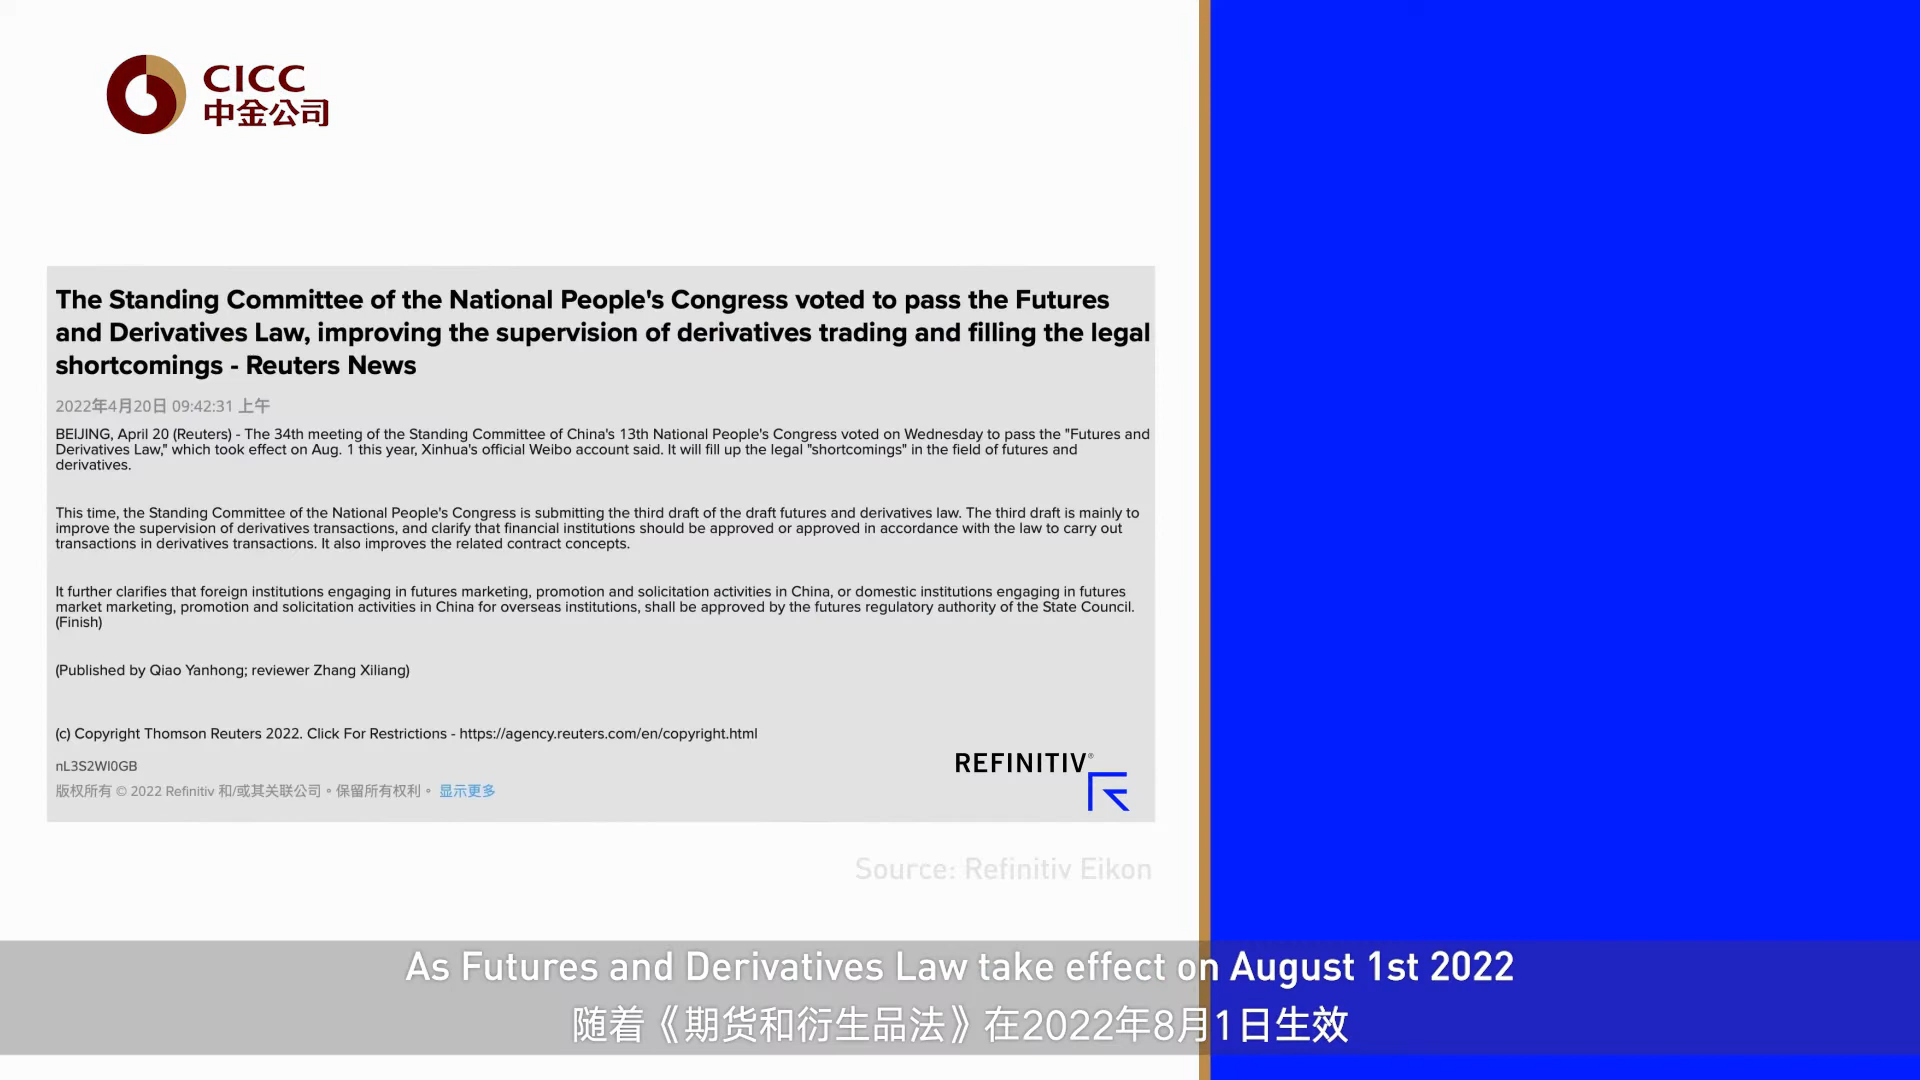 CICC
中金公司
The Standing Committee of the National People's Congress voted to pass the Futures
and Derivatives Law, improving the supervision of derivatives trading and filling the legal
shortcomings - Reuters News
2022年4月20日 09:42:31 上午
BEIJING, April 20 (Reuters) - The 34th meeting of the Standing Committee of China's 13th National People's Congress voted on Wednesday to pass the "Futures and
Derivatives Law," which took effect on Aug. 1 this year, Xinhua's official Weibo account said. It will fill up the legal "shortcomings" in the field of futures and
derivatives.
This time, the Standing Committee of the National People's Congress is submitting the third draft of the draft futures and derivatives law. The third draft is mainly to
improve the supervision of derivatives transactions, and clarify that financial institutions should be approved or approved in accordance with the law to carry out
transactions in derivatives transactions. It also improves the related contract concepts.
It further clarifies that foreign institutions engaging in futures marketing, promotion and solicitation activities in China, or domestic institutions engaging in futures
market marketing, promotion and solicitation activities in China for overseas institutions, shall be approved by the futures regulatory authority of the State Council.
(Finish)
(Published by Qiao Yanhong; reviewer Zhang Xiliang)
(c) Copyright Thomson Reuters 2022. Click For Restrictions - https://agency.reuters.com/en/copyright.html
nL3S2WI0GB
版权所有 © 2022 Refinitiv 和/或其关联公司。保留所有权利。 显示更多
REFINITIV®
Source: Refinitiv Eikon
As Futures and Derivatives Law take effect on August 1st 2022
随着《期货和衍生品法》在2022年8月1日生效